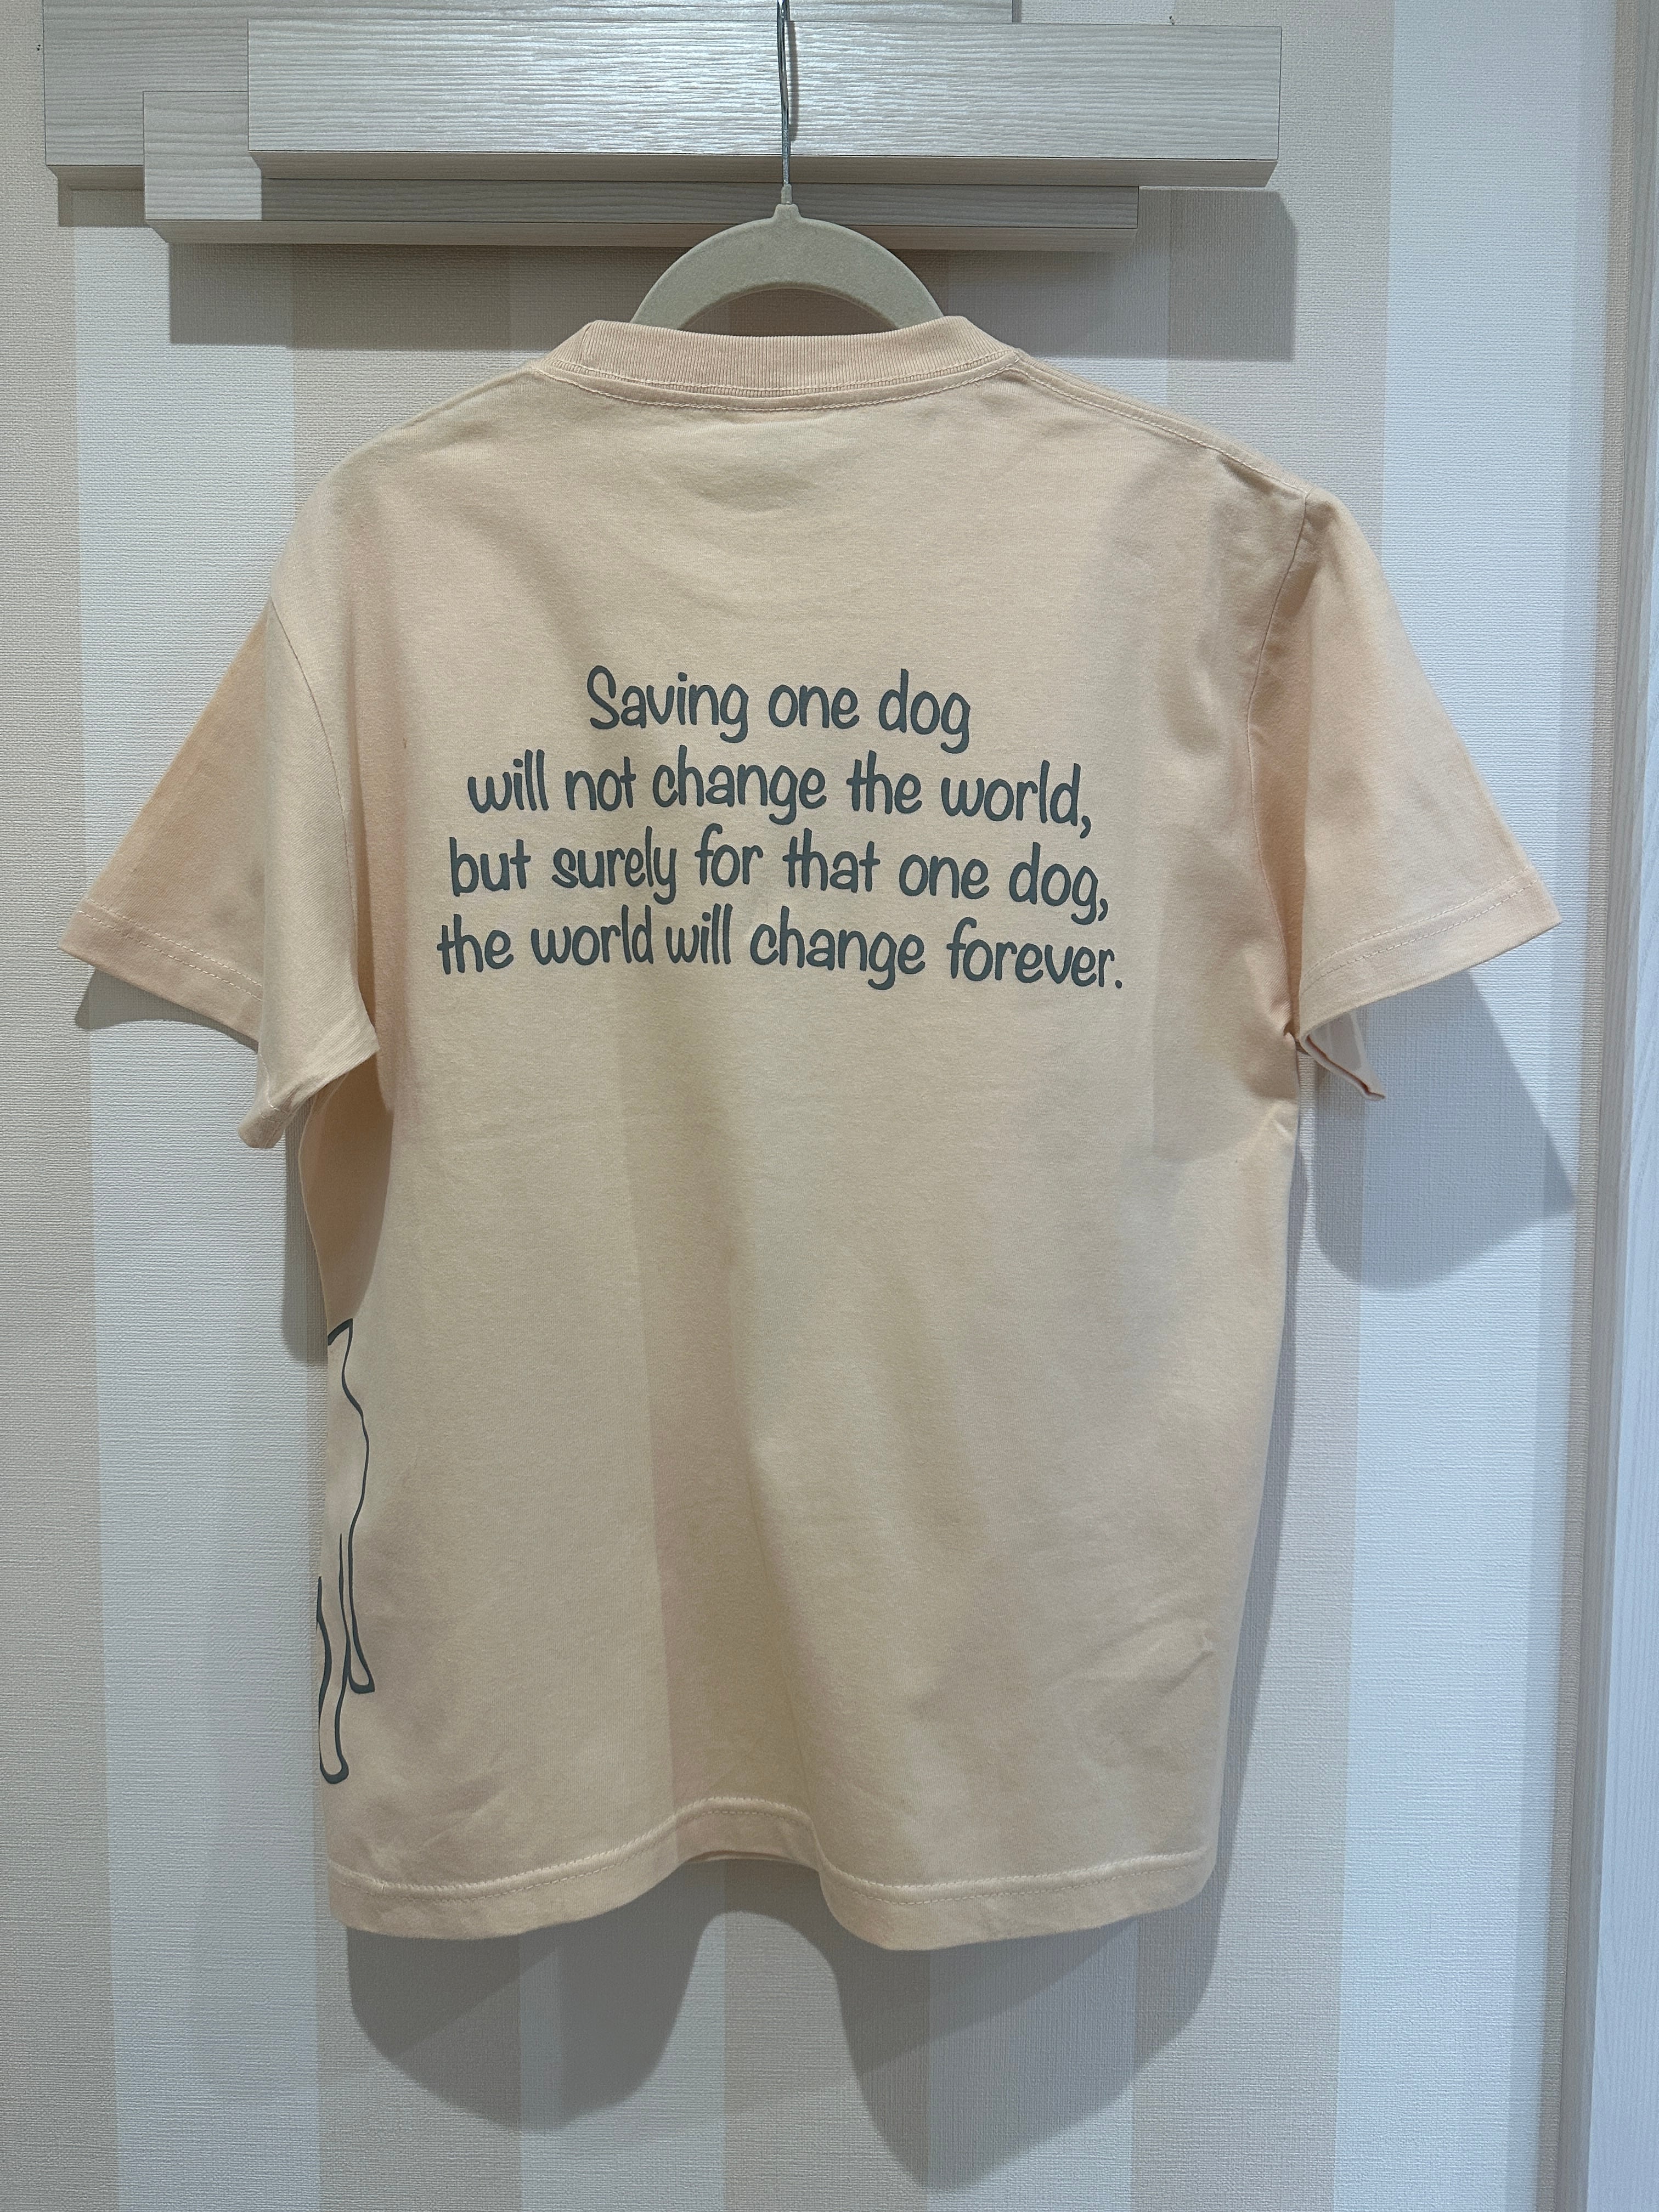 Saving one dog
will not change the world,
but surely for that one dog,
the world will change forever.